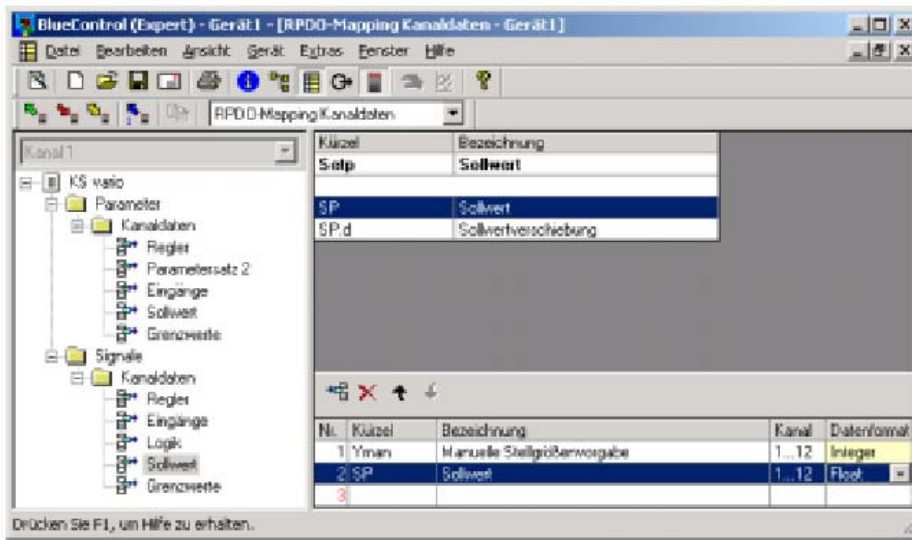 BlueControl (Expert) - Gerät1 - [RPDO-Mapping Kanaldaten - Gerät1]
Datei Bearbeiten Ansicht Gerät Extras Fenster Hilfe
RPDO-Mapping Kanaldaten
Kanal 1
KS vario
Parameter
Kanaldaten
Regler
Parametersatz 2
Eingänge
Sollwert
Grenzwerte
Signale
Kanaldaten
Regler
Eingänge
Logik
Sollwert
Grenzwerte
Kürzel Bezeichnung
Setp Sollwert
SP Sollwert
SP.d Sollwertverschiebung
Nr. Kürzel Bezeichnung Kanal Datenformat
1 Yman Manuelle Stellgrößenvorgabe 1...12 Integer
2 SP Sollwert 1...12 Float
3
Drücken Sie F1, um Hilfe zu erhalten.